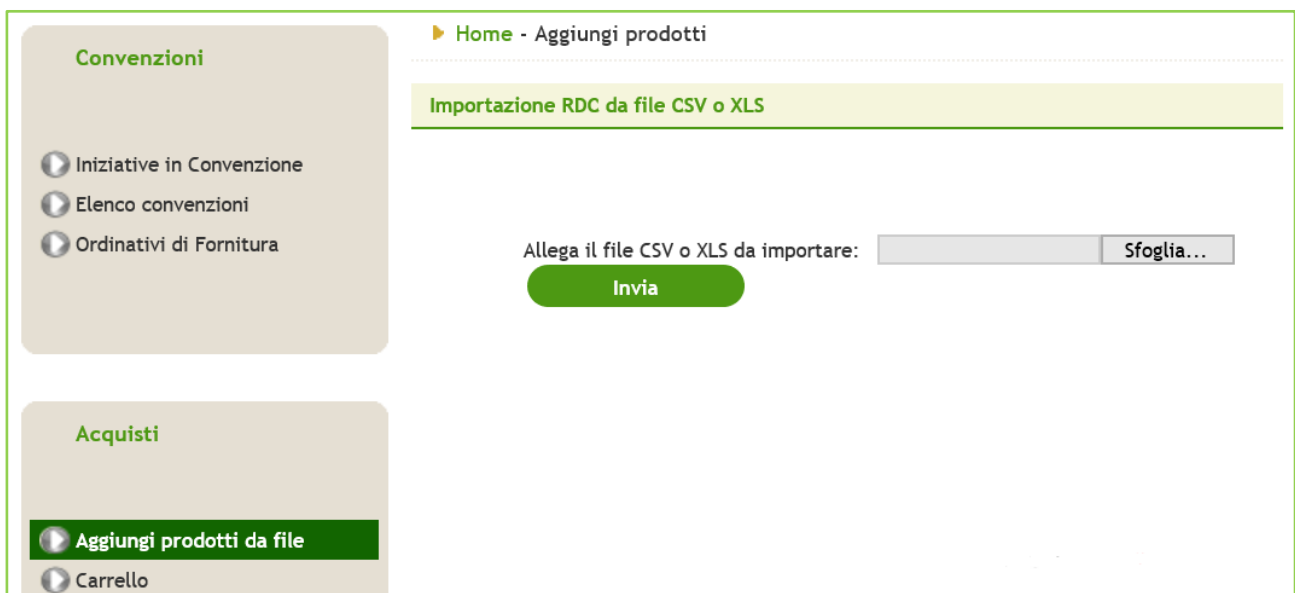 Convenzioni
Iniziative in Convenzione
Elenco convenzioni
Ordinativi di Fornitura
Acquisti
Aggiungi prodotti da file
Carrello
Home - Aggiungi prodotti
Importazione RDC da file CSV o XLS
Allega il file CSV o XLS da importare: Sfoglia...
Invia